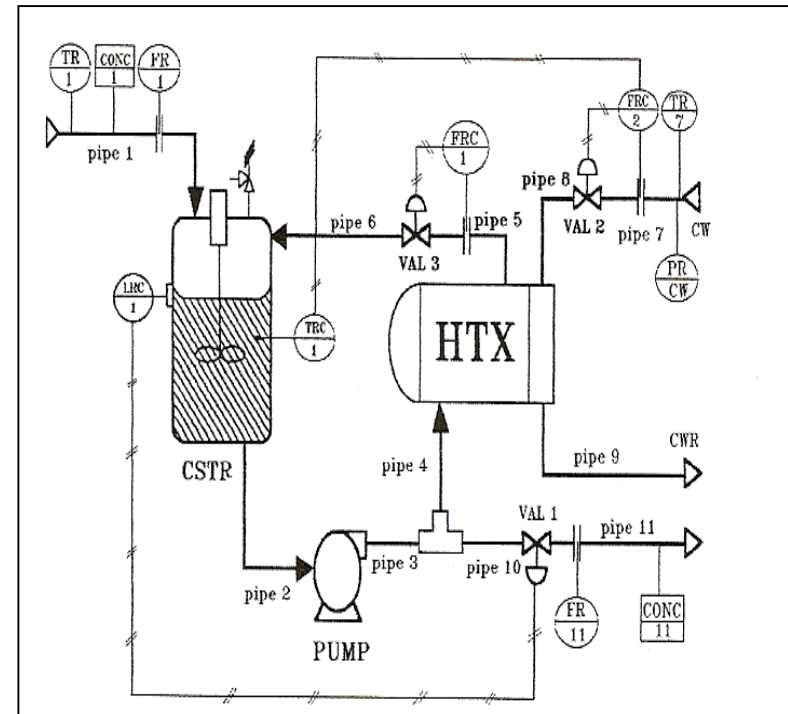 TR
1
CONC
1
FR
1
pipe 1
FRC
1
FRC
2
TR
7
pipe 8
pipe 6
pipe 5
VAL 3
VAL 2
pipe 7
CW
PR
CW
LRC
1
TRC
1
HTX
CSTR
pipe 4
pipe 9
CWR
VAL 1
pipe 11
pipe 3
pipe 10
pipe 2
PUMP
FR
11
CONC
11